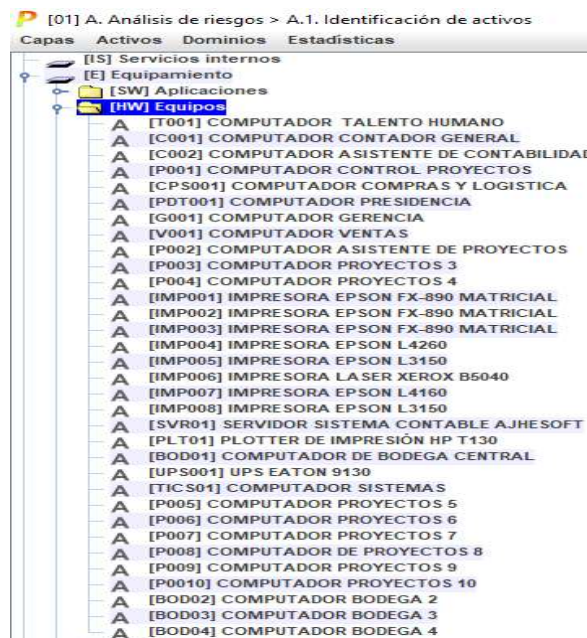 [01] A. Análisis de riesgos > A.1. Identificación de activos
Capas Activos Dominios Estadísticas
[IS] Servicios internos
[E] Equipamiento
[SW] Aplicaciones
[HW] Equipos
A [T001] COMPUTADOR TALENTO HUMANO
A [C001] COMPUTADOR CONTADOR GENERAL
A [C002] COMPUTADOR ASISTENTE DE CONTABILIDAD
A [P001] COMPUTADOR CONTROL PROYECTOS
A [CPS001] COMPUTADOR COMPRAS Y LOGISTICA
A [PDT001] COMPUTADOR PRESIDENCIA
A [G001] COMPUTADOR GERENCIA
A [V001] COMPUTADOR VENTAS
A [P002] COMPUTADOR ASISTENTE DE PROYECTOS
A [P003] COMPUTADOR PROYECTOS 3
A [P004] COMPUTADOR PROYECTOS 4
A [IMP001] IMPRESORA EPSON FX-890 MATRICIAL
A [IMP002] IMPRESORA EPSON FX-890 MATRICIAL
A [IMP003] IMPRESORA EPSON FX-890 MATRICIAL
A [IMP004] IMPRESORA EPSON L4260
A [IMP005] IMPRESORA EPSON L3150
A [IMP006] IMPRESORA LASER XEROX B5040
A [IMP007] IMPRESORA EPSON L4160
A [IMP008] IMPRESORA EPSON L3150
A [SVR01] SERVIDOR SISTEMA CONTABLE AJHESOFT
A [PLT01] PLOTTER DE IMPRESIÓN HP T130
A [BOD01] COMPUTADOR DE BODEGA CENTRAL
A [UPS001] UPS EATON 9130
A [TICS01] COMPUTADOR SISTEMAS
A [P005] COMPUTADOR PROYECTOS 5
A [P006] COMPUTADOR PROYECTOS 6
A [P007] COMPUTADOR PROYECTOS 7
A [P008] COMPUTADOR DE PROYECTOS 8
A [P009] COMPUTADOR PROYECTOS 9
A [P0010] COMPUTADOR PROYECTOS 10
A [BOD02] COMPUTADOR BODEGA 2
A [BOD03] COMPUTADOR BODEGA 3
A [BOD04] COMPUTADOR BODEGA 4